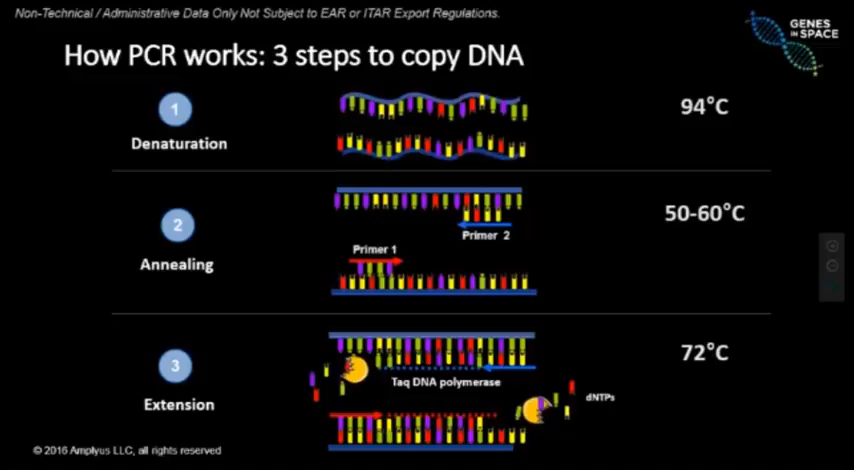 Non-Technical / Administrative Data Only Not Subject to EAR or ITAR Export Regulations.
GENES
IN SPACE
How PCR works: 3 steps to copy DNA
1
Denaturation
94°C
2
Annealing
Primer 2
Primer 1
50-60°C
3
Extension
Taq DNA polymerase
dNTPs
72°C
© 2016 Amplyus LLC, all rights reserved